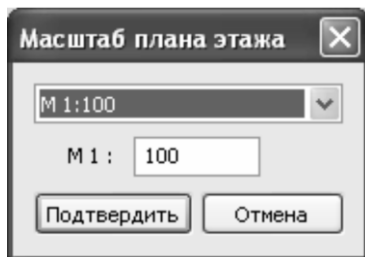 Масштаб плана этажа
М 1:100
М 1 : 100
Подтвердить Отмена